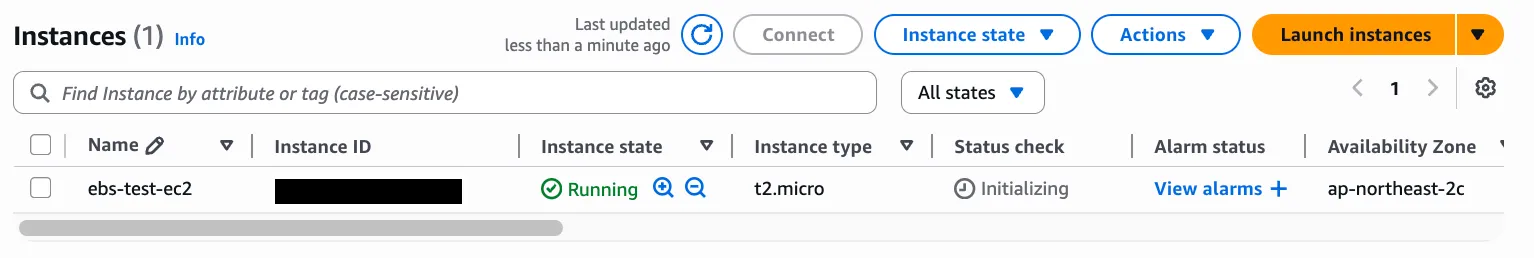 Instances (1) Info
Last updated
less than a minute ago
Connect
Instance state
Actions
Launch instances
Find Instance by attribute or tag (case-sensitive)
All states
1
Name Instance ID Instance state Instance type Status check Alarm status Availability Zone
ebs-test-ec2 Running t2.micro Initializing View alarms + ap-northeast-2c